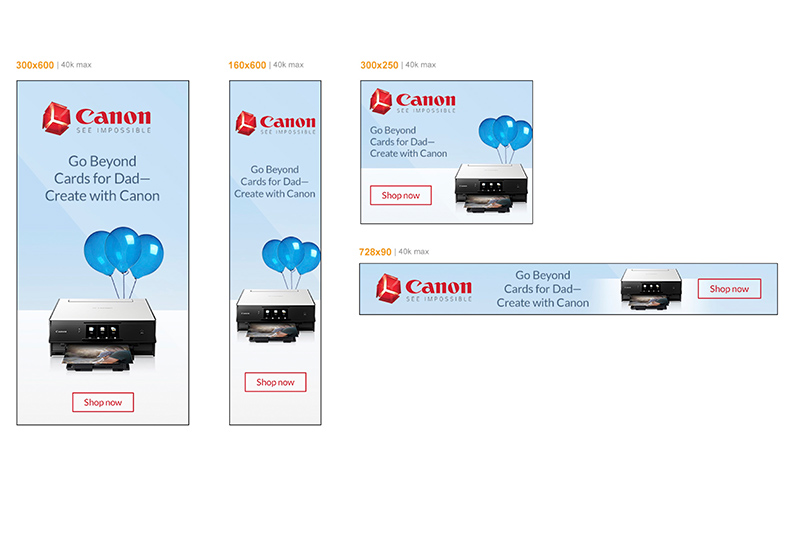 300x600 | 40k max
Canon
SEE IMPOSSIBLE
Go Beyond
Cards for Dad—
Create with Canon
Shop now
160x600 | 40k max
Canon
SEE IMPOSSIBLE
Go Beyond
Cards for Dad—
Create with Canon
Shop now
300x250 | 40k max
Canon
SEE IMPOSSIBLE
Go Beyond
Cards for Dad—
Create with Canon
Shop now
728x90 | 40k max
Canon
SEE IMPOSSIBLE
Go Beyond
Cards for Dad—
Create with Canon
Shop now